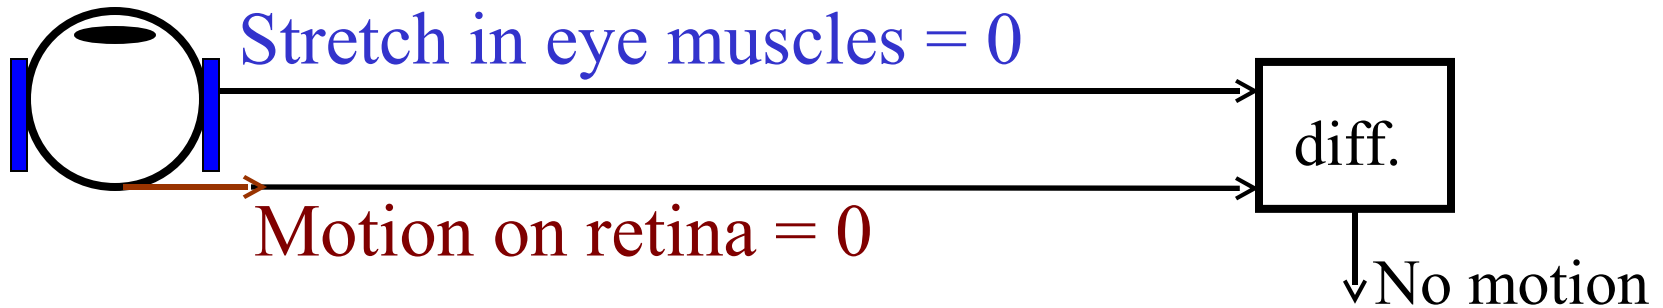 Stretch in eye muscles = 0
diff.
Motion on retina = 0
No motion